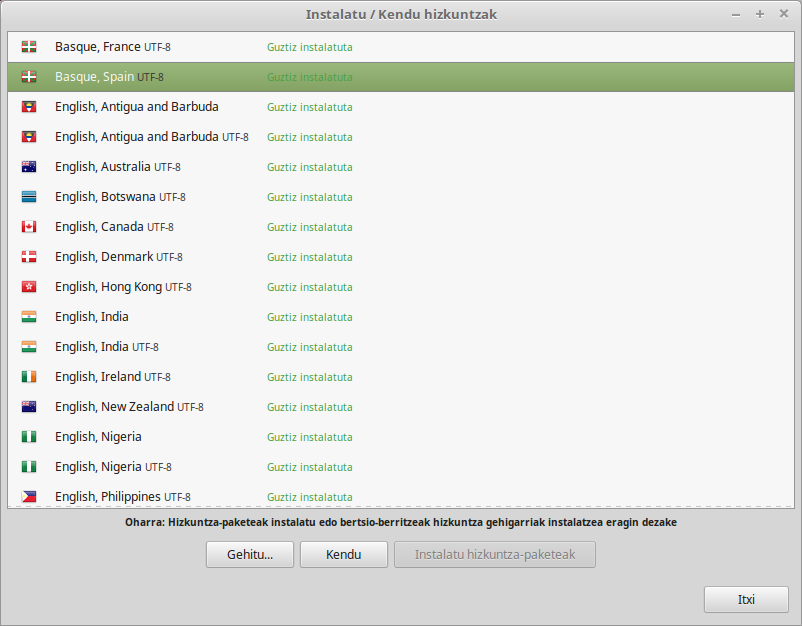 Instalatu / Kendu hizkuntzak
Basque, France UTF-8 Guztiz instalatuta
Basque, Spain UTF-8 Guztiz instalatuta
English, Antigua and Barbuda Guztiz instalatuta
English, Antigua and Barbuda UTF-8 Guztiz instalatuta
English, Australia UTF-8 Guztiz instalatuta
English, Botswana UTF-8 Guztiz instalatuta
English, Canada UTF-8 Guztiz instalatuta
English, Denmark UTF-8 Guztiz instalatuta
English, Hong Kong UTF-8 Guztiz instalatuta
English, India Guztiz instalatuta
English, India UTF-8 Guztiz instalatuta
English, Ireland UTF-8 Guztiz instalatuta
English, New Zealand UTF-8 Guztiz instalatuta
English, Nigeria Guztiz instalatuta
English, Nigeria UTF-8 Guztiz instalatuta
English, Philippines UTF-8 Guztiz instalatuta
Oharra: Hizkuntza-paketeak instalatu edo bertsio-berritzeak hizkuntza gehigarriak instalatzea eragin dezake
Gehitu... Kendu Instalatu hizkuntza-paketeak
Itxi